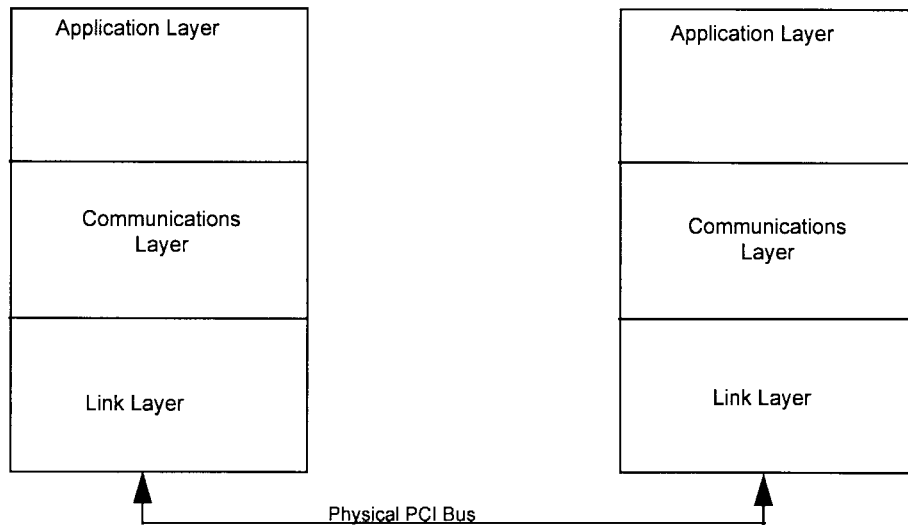 Application Layer
Application Layer
Communications
Layer
Communications
Layer
Link Layer
Link Layer
Physical PCI Bus